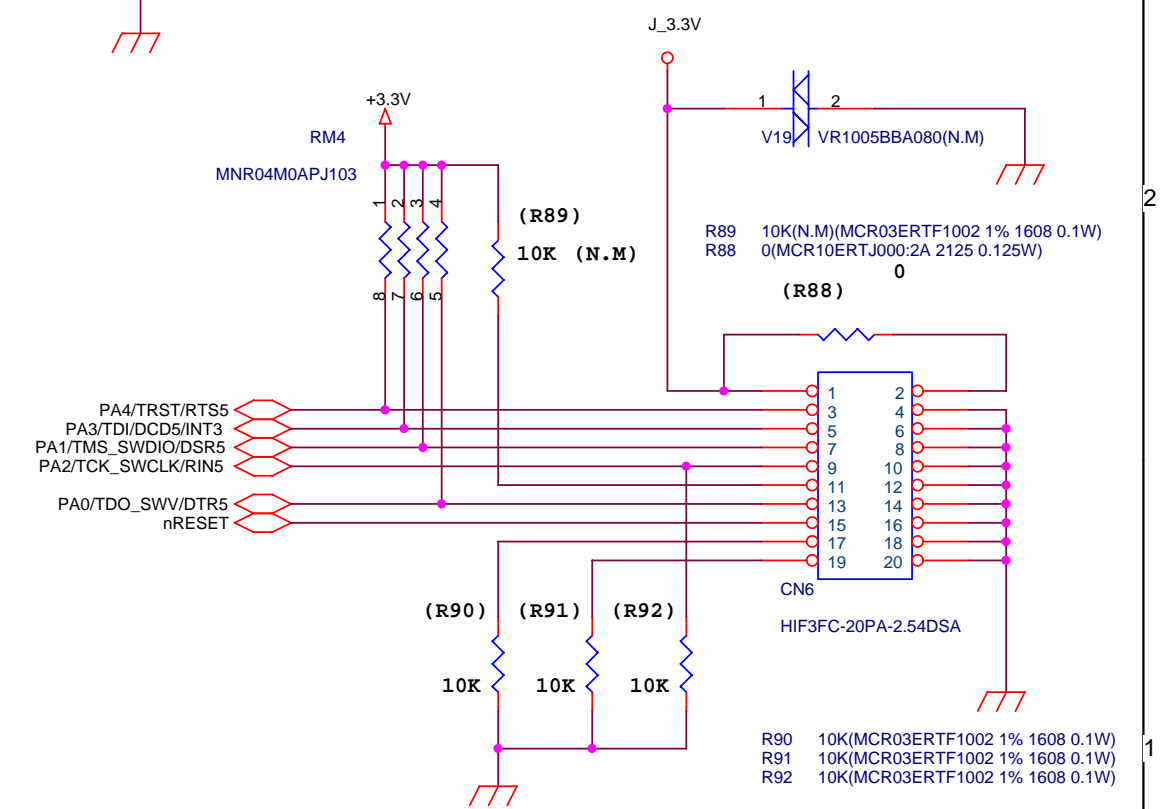 J_3.3V
+3.3V
1 2
RM4
V19 VR1005BBA080(N.M)
MNR04M0APJ103
2
1 2 3 4
(R89)
10K (N.M)
R89 10K(N.M)(MCR03ERTF1002 1% 1608 0.1W)
R88 0(MCR10ERTJ000:2A 2125 0.125W)
0
(R88)
8 7 6 5
1 2
PA4/TRST/RTS5 3 4
PA3/TDI/DCD5/INT3 5 6
PA1/TMS_SWDIO/DSR5 7 8
PA2/TCK_SWCLK/RIN5 9 10
11 12
PA0/TDO_SWV/DTR5 13 14
nRESET 15 16
17 18
19 20
CN6
(R90) (R91) (R92)
HIF3FC-20PA-2.54DSA
10K 10K 10K
R90 10K(MCR03ERTF1002 1% 1608 0.1W)
R91 10K(MCR03ERTF1002 1% 1608 0.1W)
R92 10K(MCR03ERTF1002 1% 1608 0.1W)
1